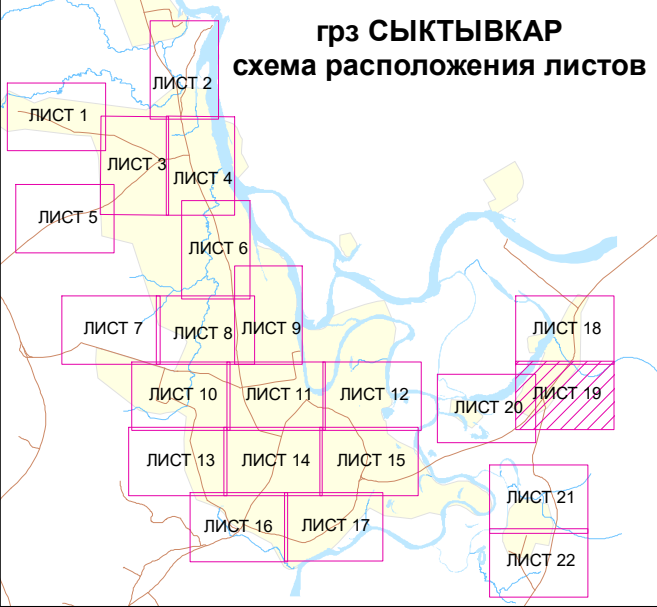 грз СЫКТЫВКАР
схема расположения листов
ЛИСТ 2
ЛИСТ 1
ЛИСТ 3
ЛИСТ 4
ЛИСТ 5
ЛИСТ 6
ЛИСТ 7
ЛИСТ 8
ЛИСТ 9
ЛИСТ 18
ЛИСТ 10
ЛИСТ 11
ЛИСТ 12
ЛИСТ 20
ЛИСТ 19
ЛИСТ 13
ЛИСТ 14
ЛИСТ 15
ЛИСТ 16
ЛИСТ 17
ЛИСТ 21
ЛИСТ 22